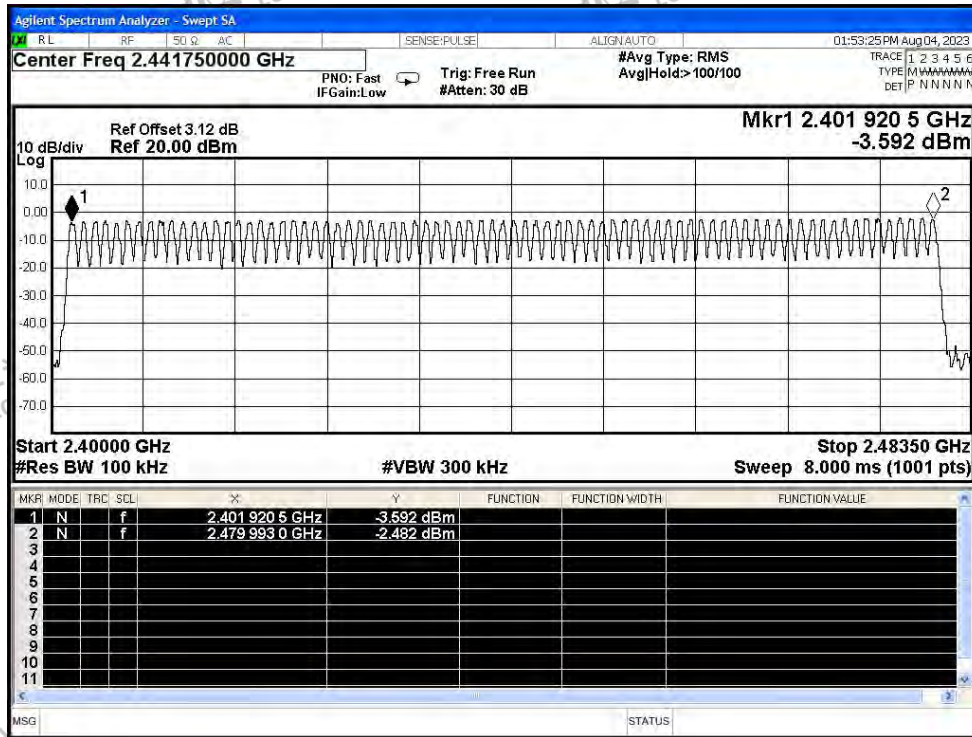 Agilent Spectrum Analyzer - Swept SA
RL RF 50 Ω AC SENSE:PULSE ALIGN AUTO 01:53:25 PM Aug 04, 2023
Center Freq 2.441750000 GHz #Avg Type: RMS TRACE 1 2 3 4 5 6
PNO: Fast Trig: Free Run Avg|Hold:>100/100 TYPE M W W W W W
IFGain:Low #Atten: 30 dB DET P N N N N N
Mkr1 2.401 920 5 GHz
-3.592 dBm
Ref Offset 3.12 dB
10 dB/div Ref 20.00 dBm
Log
10.0
0.00
-10.0
-20.0
-30.0
-40.0
-50.0
-60.0
-70.0
1
2
Start 2.40000 GHz Stop 2.48350 GHz
#Res BW 100 kHz #VBW 300 kHz Sweep 8.000 ms (1001 pts)
MKR MODE TRC SCL X Y FUNCTION FUNCTION WIDTH FUNCTION VALUE
1 N f 2.401 920 5 GHz -3.592 dBm
2 N f 2.479 993 0 GHz -2.482 dBm
3
4
5
6
7
8
9
10
11
MSG STATUS